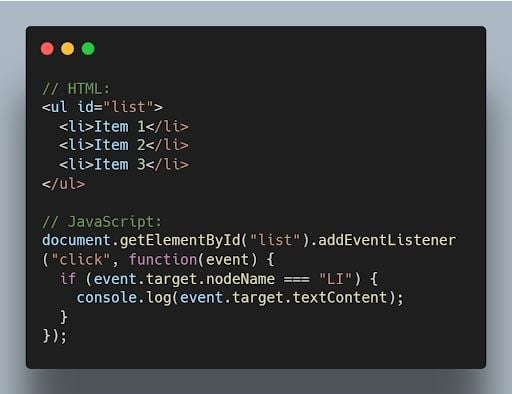 // HTML:
<ul id="list">
  <li>Item 1</li>
  <li>Item 2</li>
  <li>Item 3</li>
</ul>

// JavaScript:
document.getElementById("list").addEventListener
("click", function(event) {
  if (event.target.nodeName === "LI") {
    console.log(event.target.textContent);
  }
});